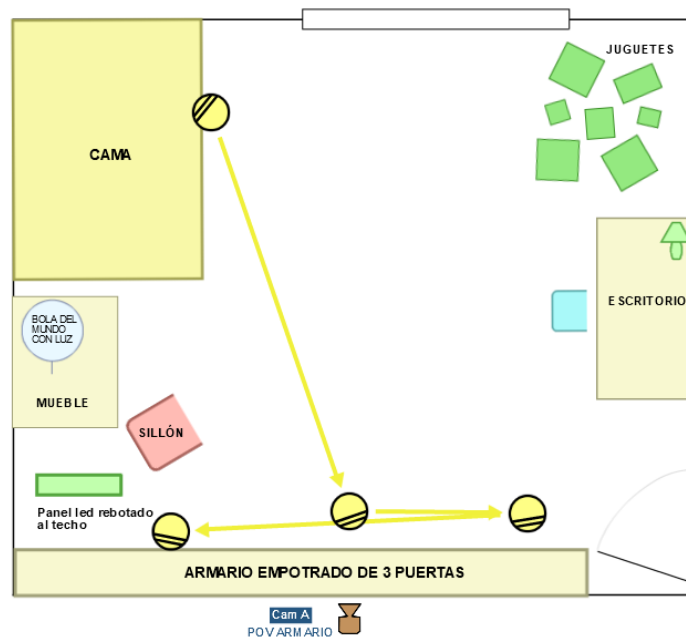 JUGUETES
CAMA
ESCRITORIO
BOLA DEL
MUNDO
CON LUZ
MUEBLE
SILLÓN
Panel led rebotado
al techo
ARMARIO EMPOTRADO DE 3 PUERTAS
Cam A
POV ARMARIO